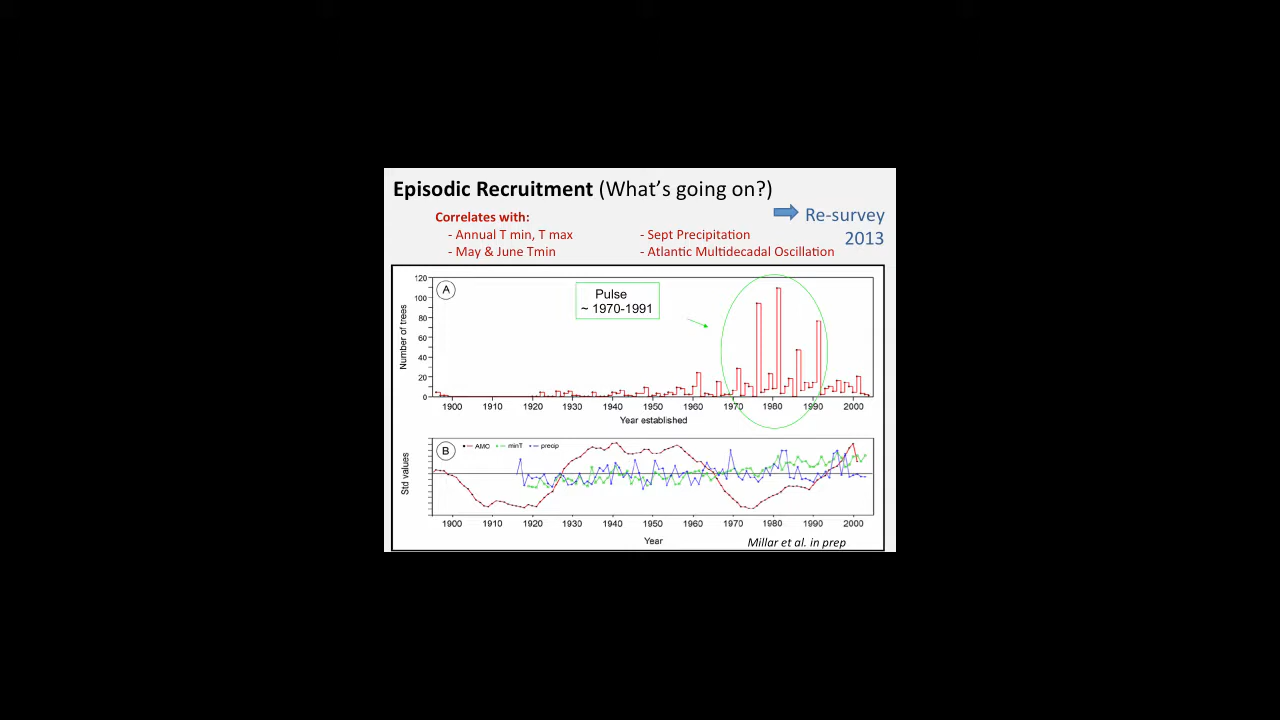 Episodic Recruitment (What's going on?)
Re-survey
2013
Correlates with:
- Annual T min, T max
- May & June Tmin
- Sept Precipitation
- Atlantic Multidecadal Oscillation
A
Pulse
~ 1970-1991
Number of trees
120
100
80
60
40
20
0
1900 1910 1920 1930 1940 1950 1960 1970 1980 1990 2000
Year established
B
AMO minT precip
Std values
1900 1910 1920 1930 1940 1950 1960 1970 1980 1990 2000
Year
Millar et al. in prep